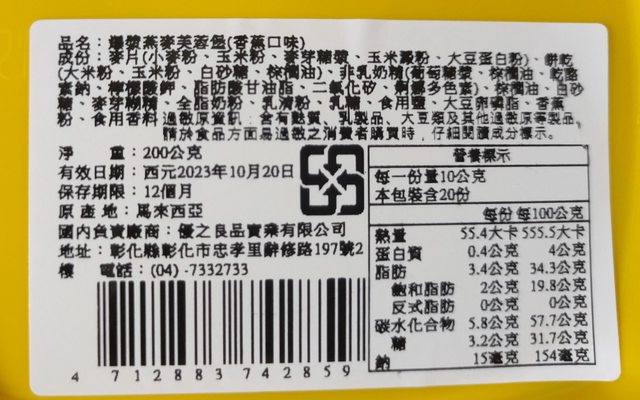 品名：爆漿燕麥芙蓉堡(香蕉口味)
成份：麥片(小麥粉、玉米粉、麥芽糖漿、玉米澱粉、大豆蛋白粉)、餅乾
(大米粉、玉米粉、白砂糖、棕櫚油)、非乳奶精(葡萄糖漿、棕櫚油、乾酪
素鈉、檸檬酸鉀、脂肪酸甘油脂、二氧化矽、棕櫚油、白砂
糖、麥芽糊精、全脂奶粉、乳清粉、乳糖、食用鹽、大豆卵磷脂、香蕉
粉、食用香料 過敏原資訊：含有麩質、乳製品、大豆類及其他過敏原等製品,
請於食品方面易過敏之消費者購買時，仔細閱讀成分標示。
淨 重：200公克
有效日期：西元2023年10月20日
保存期限：12個月
原 產 地：馬來西亞
國內負責廠商：優之良品實業有限公司
地址：彰化縣彰化市忠孝里辭修路197號2
樓 電話：(04) -7332733
4 712883 742859
營養標示
每一份量10公克
本包裝含20份
每份 每100公克
熱量 55.4大卡 555.5大卡
蛋白質 0.4公克 4公克
脂肪 3.4公克 34.3公克
飽和脂肪 2公克 19.8公克
反式脂肪 0公克 0公克
碳水化合物 5.8公克 57.7公克
糖 3.2公克 31.7公克
鈉 15毫克 154毫克